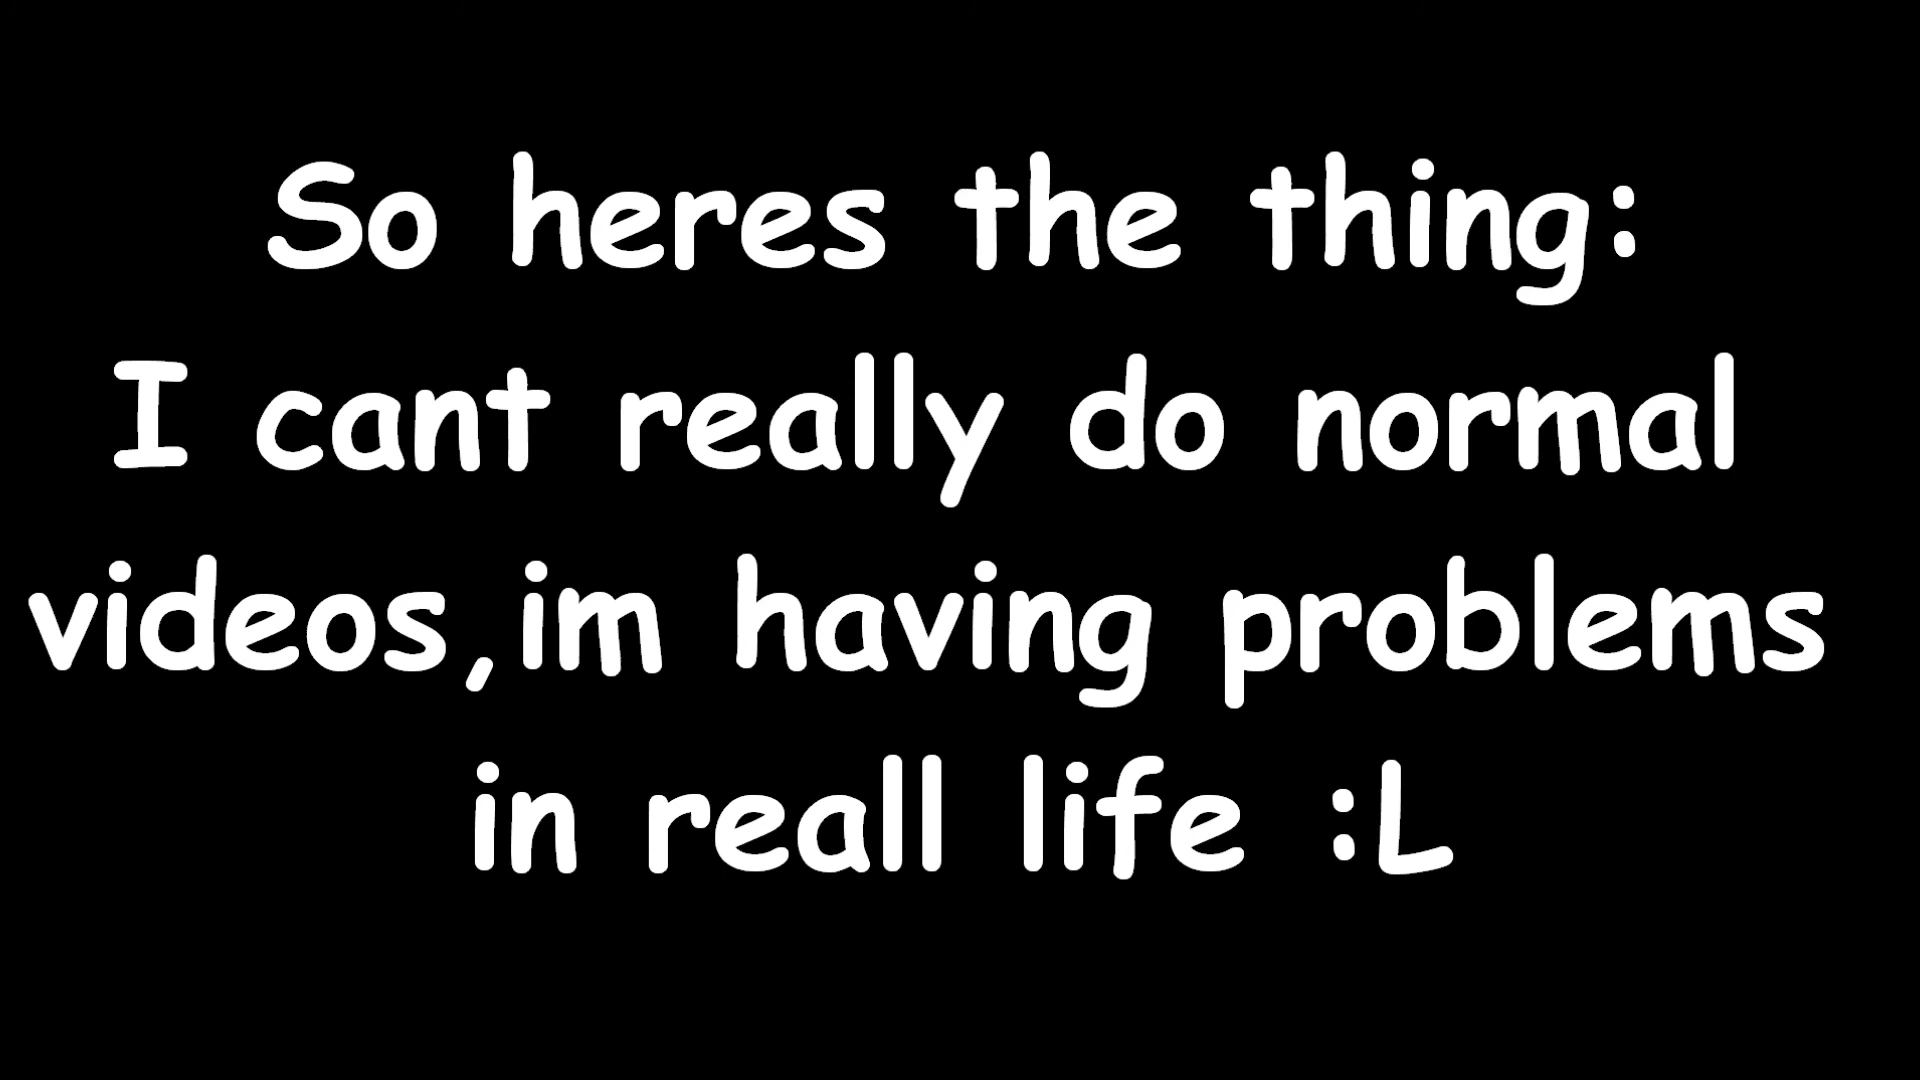 So heres the thing:
I cant really do normal
videos,im having problems
in reall life :L